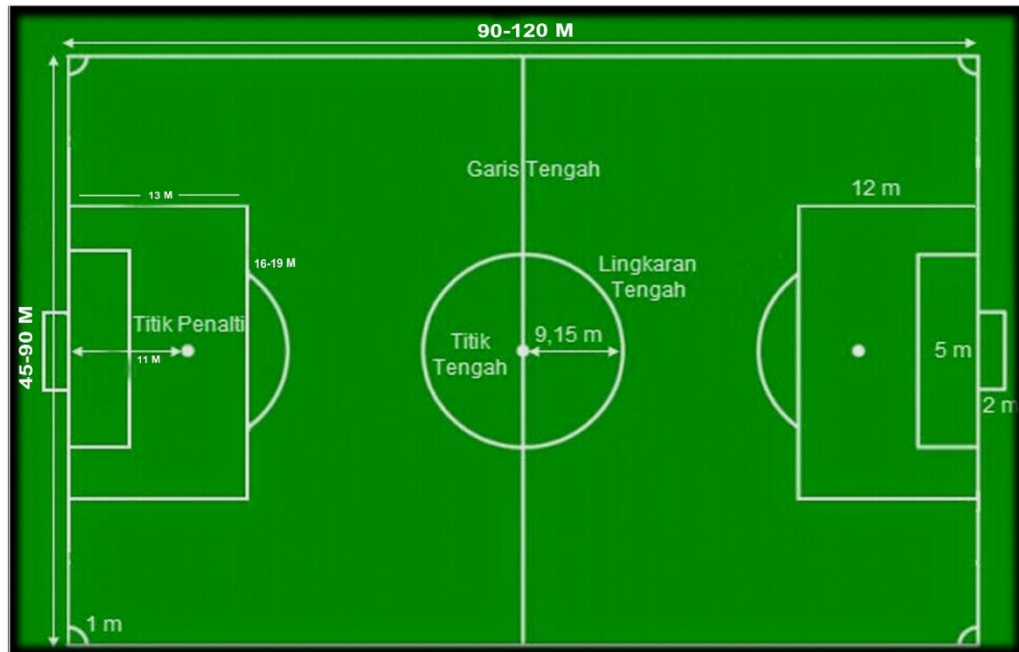 90-120 M
Garis Tengah
13 M
12 m
16-19 M
Lingkaran
Tengah
45-90 M
Titik Penalti
11 M
Titik
Tengah
9,15 m
5 m
2 m
1 m